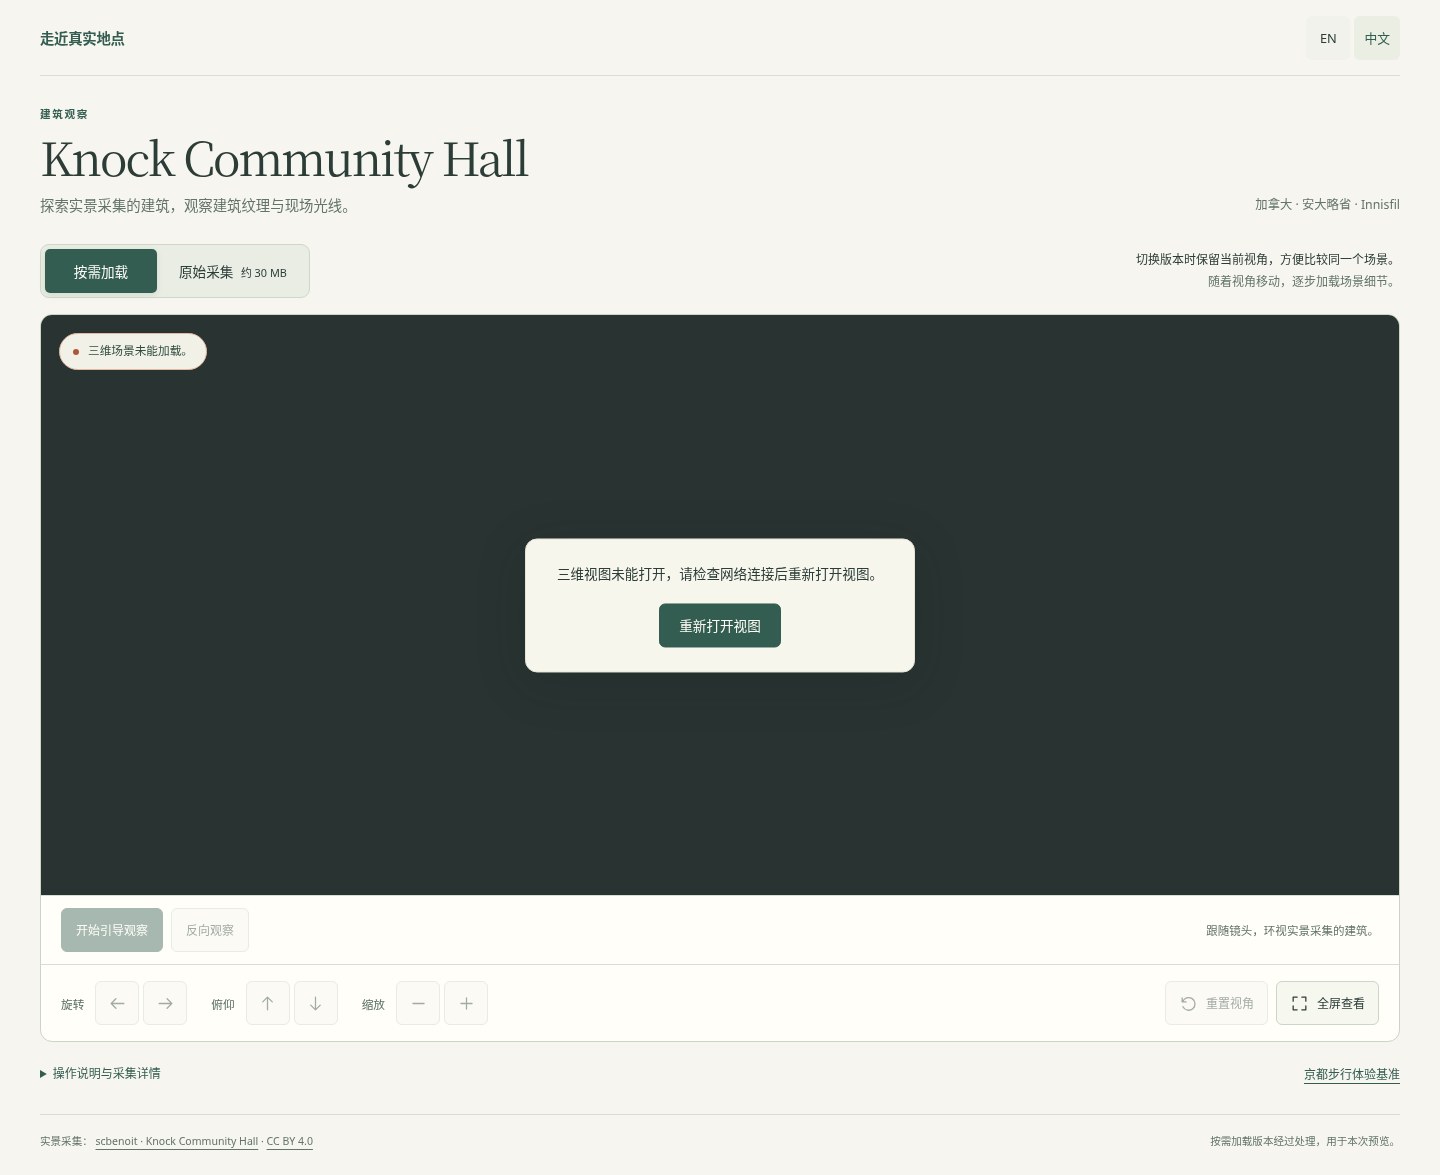 走近真实地点
EN
中文
建筑观察
Knock Community Hall
探索实景采集的建筑，观察建筑纹理与现场光线。
加拿大 · 安大略省 · Innisfil
按需加载
原始采集 约 30 MB
切换版本时保留当前视角，方便比较同一个场景。
随着视角移动，逐步加载场景细节。
三维场景未能加载。
三维视图未能打开，请检查网络连接后重新打开视图。
重新打开视图
开始引导观察
反向观察
跟随镜头，环视实景采集的建筑。
旋转
俯仰
缩放
重置视角
全屏查看
操作说明与采集详情
京都步行体验基准
实景采集： scbenoit · Knock Community Hall · CC BY 4.0
按需加载版本经过处理，用于本次预览。